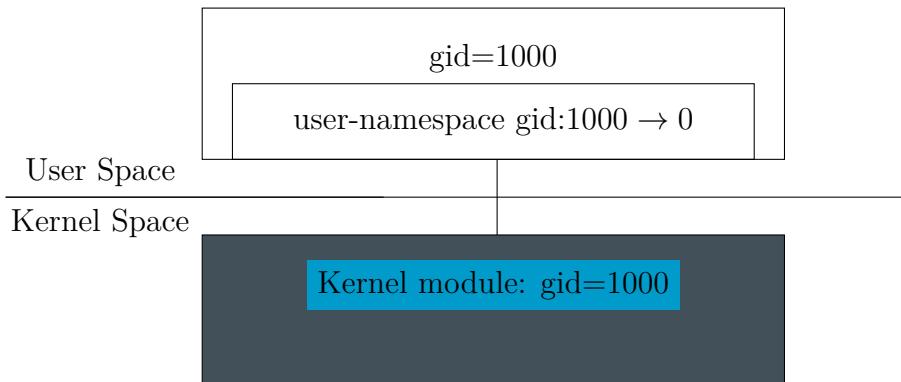 gid=1000
user-namespace gid:1000 → 0
User Space
Kernel Space
Kernel module: gid=1000